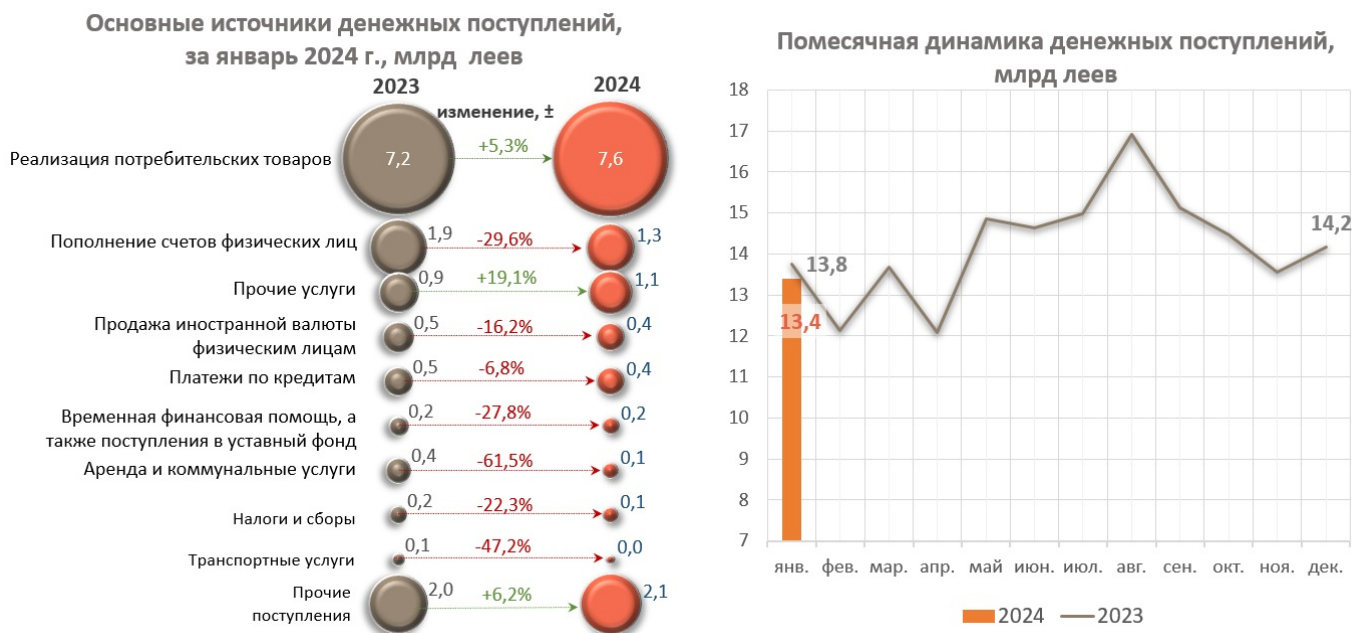 Основные источники денежных поступлений,
за январь 2024 г., млрд леев
2023
2024
изменение, ±
Реализация потребительских товаров
7,2
+5,3%
7,6
Пополнение счетов физических лиц
1,9
-29,6%
1,3
Прочие услуги
0,9
+19,1%
1,1
Продажа иностранной валюты
физическим лицам
0,5
-16,2%
0,4
Платежи по кредитам
0,5
-6,8%
0,4
Временная финансовая помощь, а
также поступления в уставный фонд
0,2
-27,8%
0,2
Аренда и коммунальные услуги
0,4
-61,5%
0,1
Налоги и сборы
0,2
-22,3%
0,1
Транспортные услуги
0,1
-47,2%
0,0
Прочие
поступления
2,0
+6,2%
2,1
Помесячная динамика денежных поступлений,
млрд леев
18
17
16
15
14
13
12
11
10
9
8
7
13,8
13,4
14,2
янв. фев. мар. апр. май июн. июл. авг. сен. окт. ноя. дек.
2024 2023